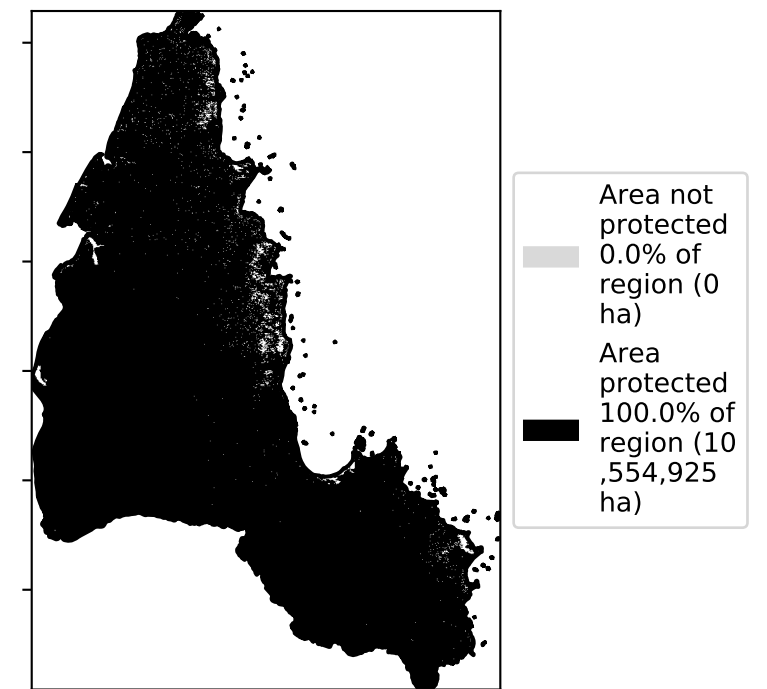 Area not
protected
0.0% of
region (0
ha)
Area
protected
100.0% of
region (10
,554,925
ha)